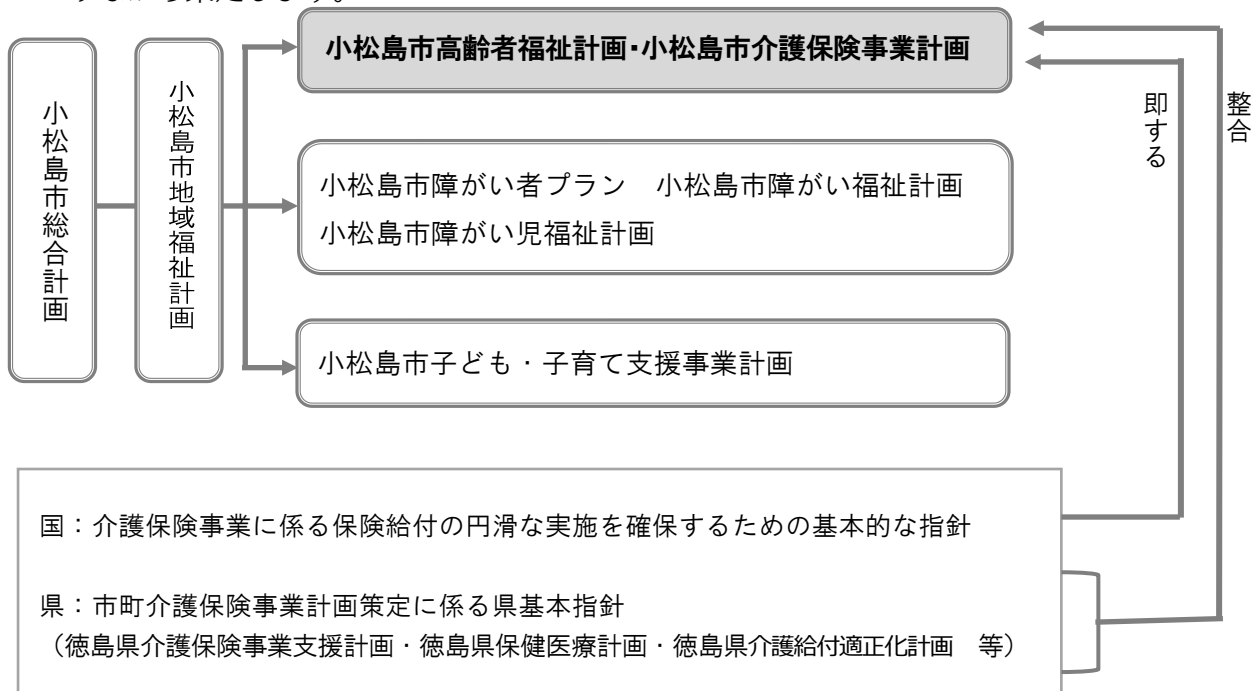 小松島市高齢者福祉計画・小松島市介護保険事業計画
小松島市総合計画
小松島市地域福祉計画
即する
整合
小松島市障がい者プラン　小松島市障がい福祉計画
小松島市障がい児福祉計画
小松島市子ども・子育て支援事業計画
国：介護保険事業に係る保険給付の円滑な実施を確保するための基本的な指針
県：市町介護保険事業計画策定に係る県基本指針
（徳島県介護保険事業支援計画・徳島県保健医療計画・徳島県介護給付適正化計画　等）